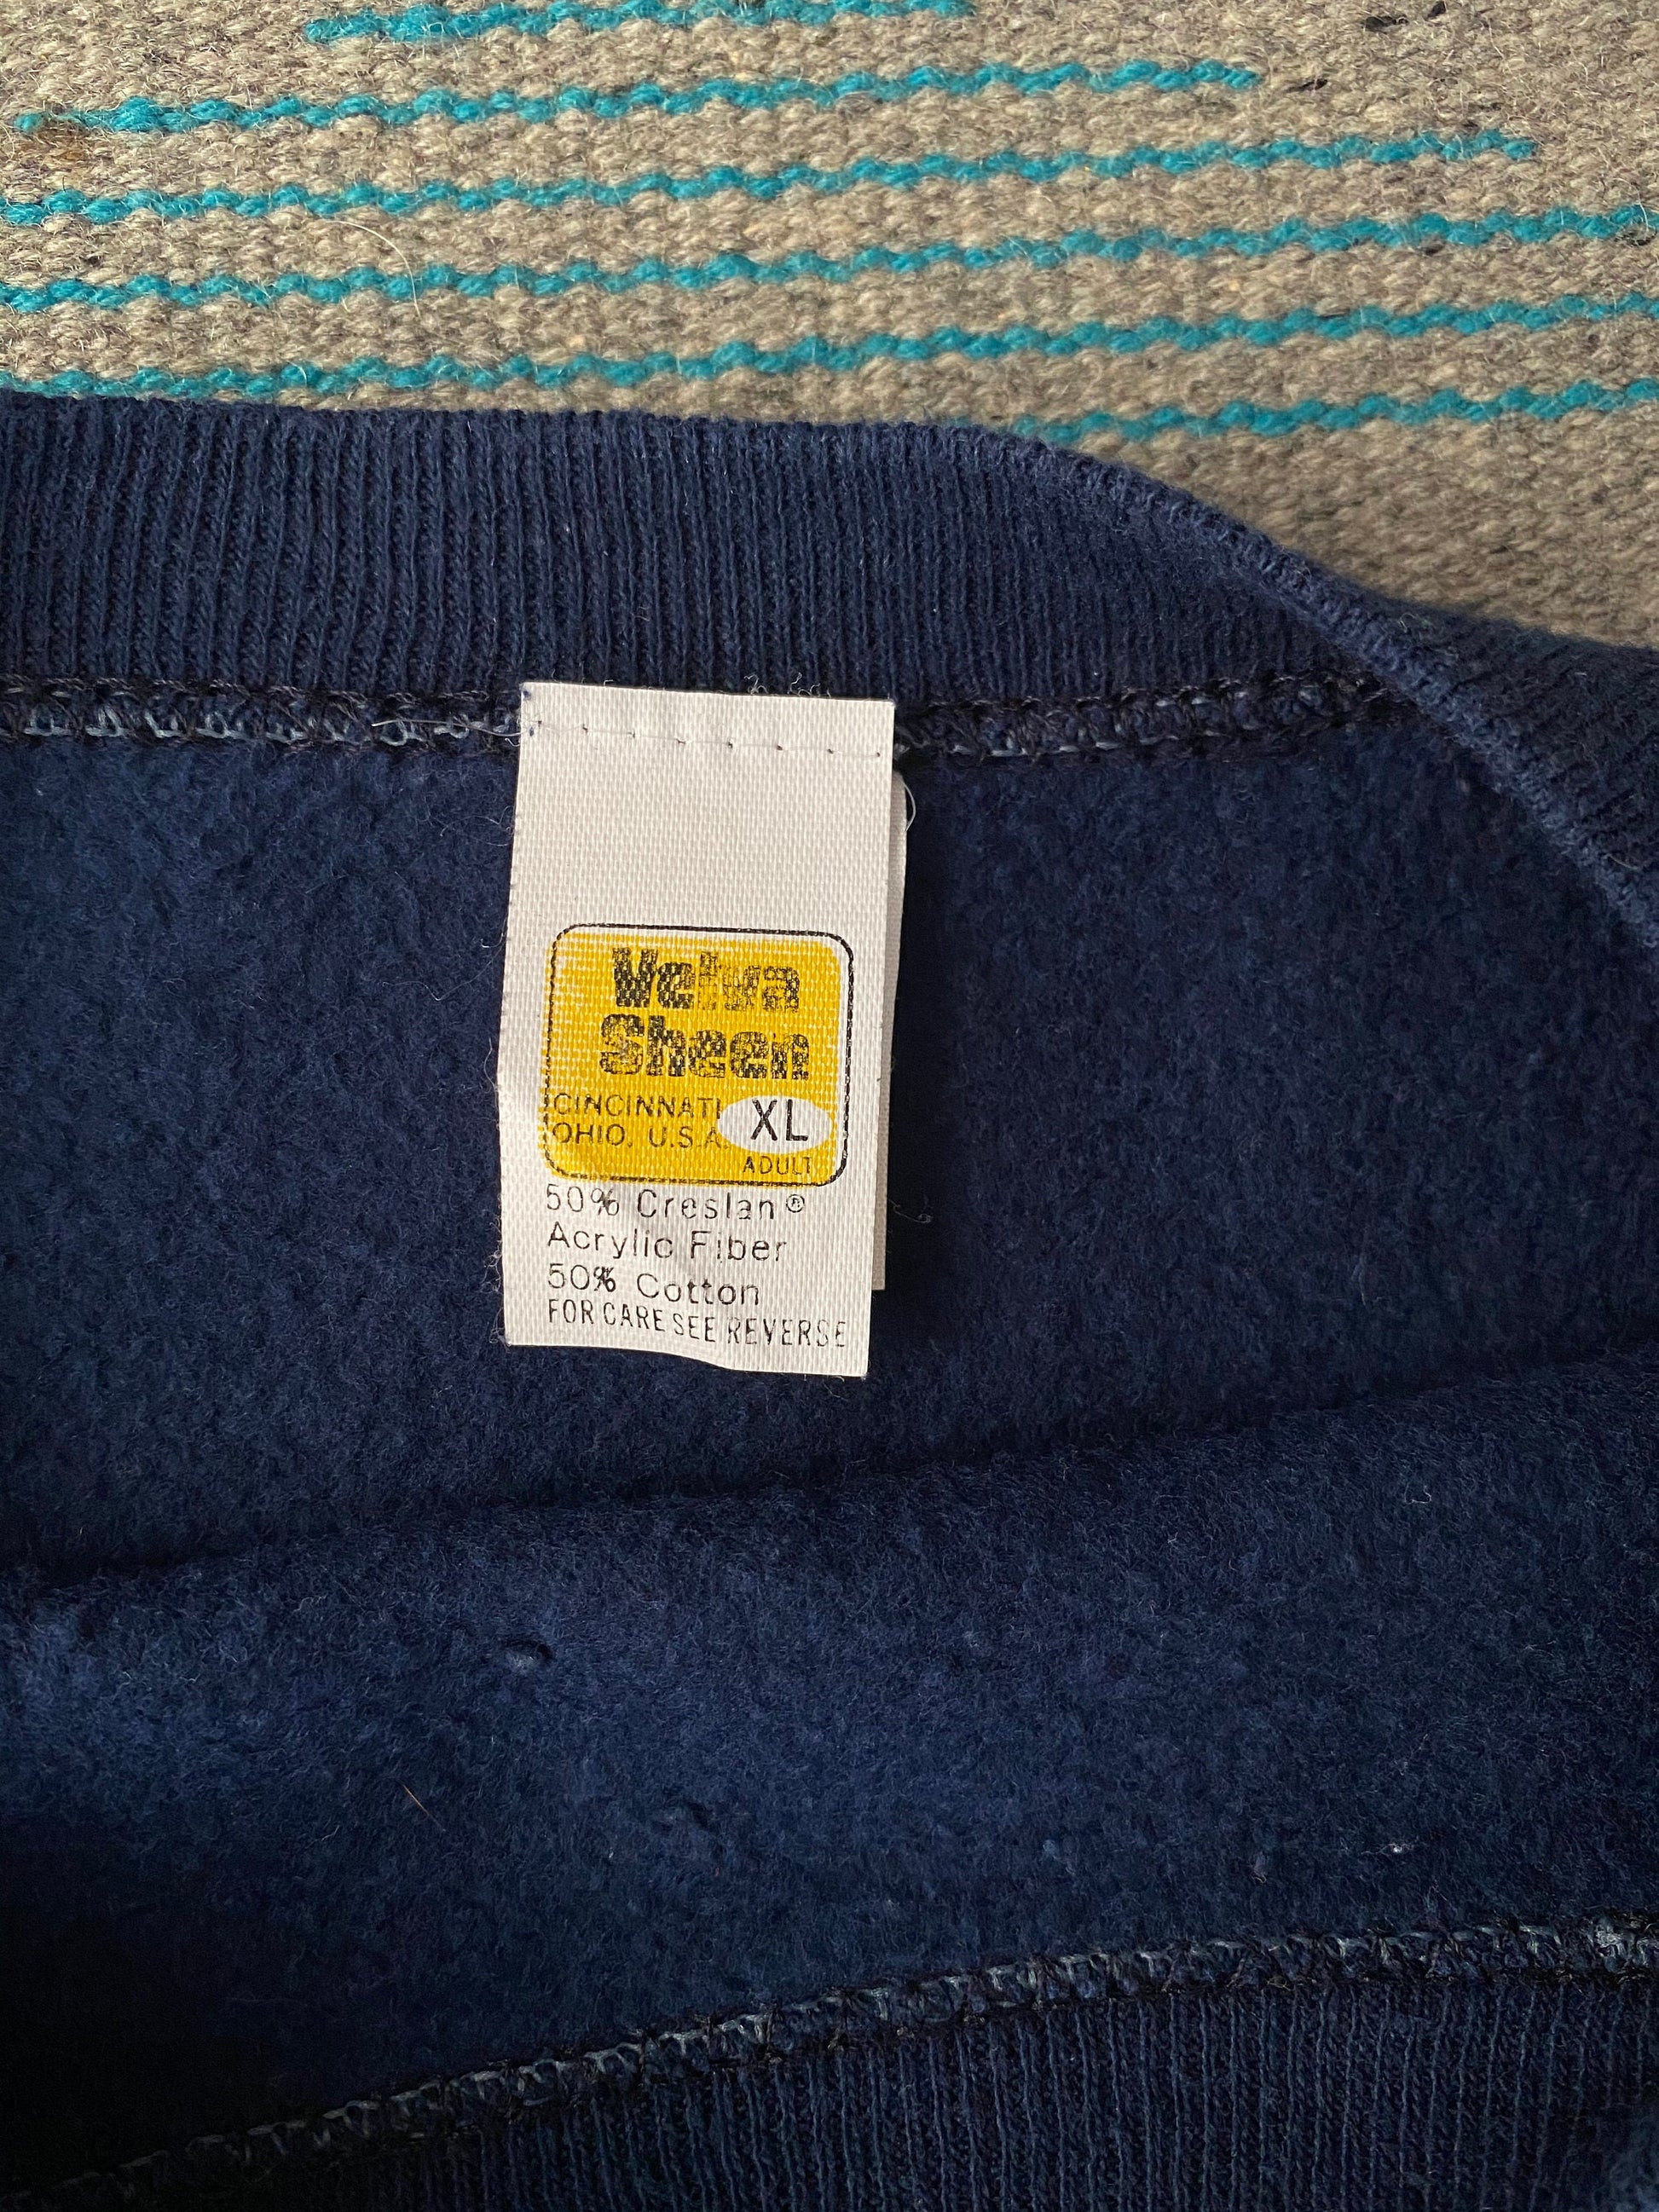 Velva
Sheen
CINCINNATI
OHIO, U.S.A.
XL
ADULT
50% Creslan®
Acrylic Fiber
50% Cotton
FOR CARE SEE REVERSE